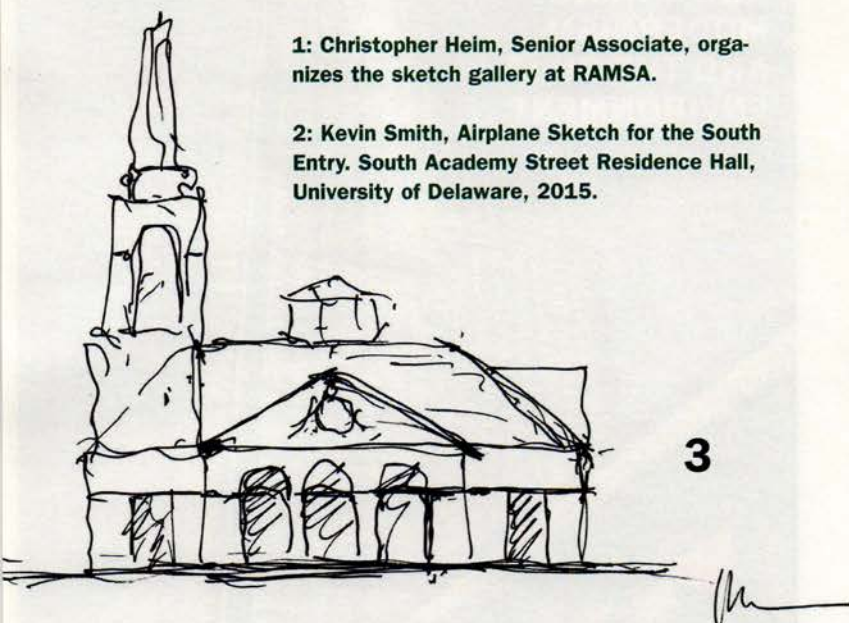 1: Christopher Heim, Senior Associate, orga-
nizes the sketch gallery at RAMSA.
2: Kevin Smith, Airplane Sketch for the South
Entry. South Academy Street Residence Hall,
University of Delaware, 2015.
3